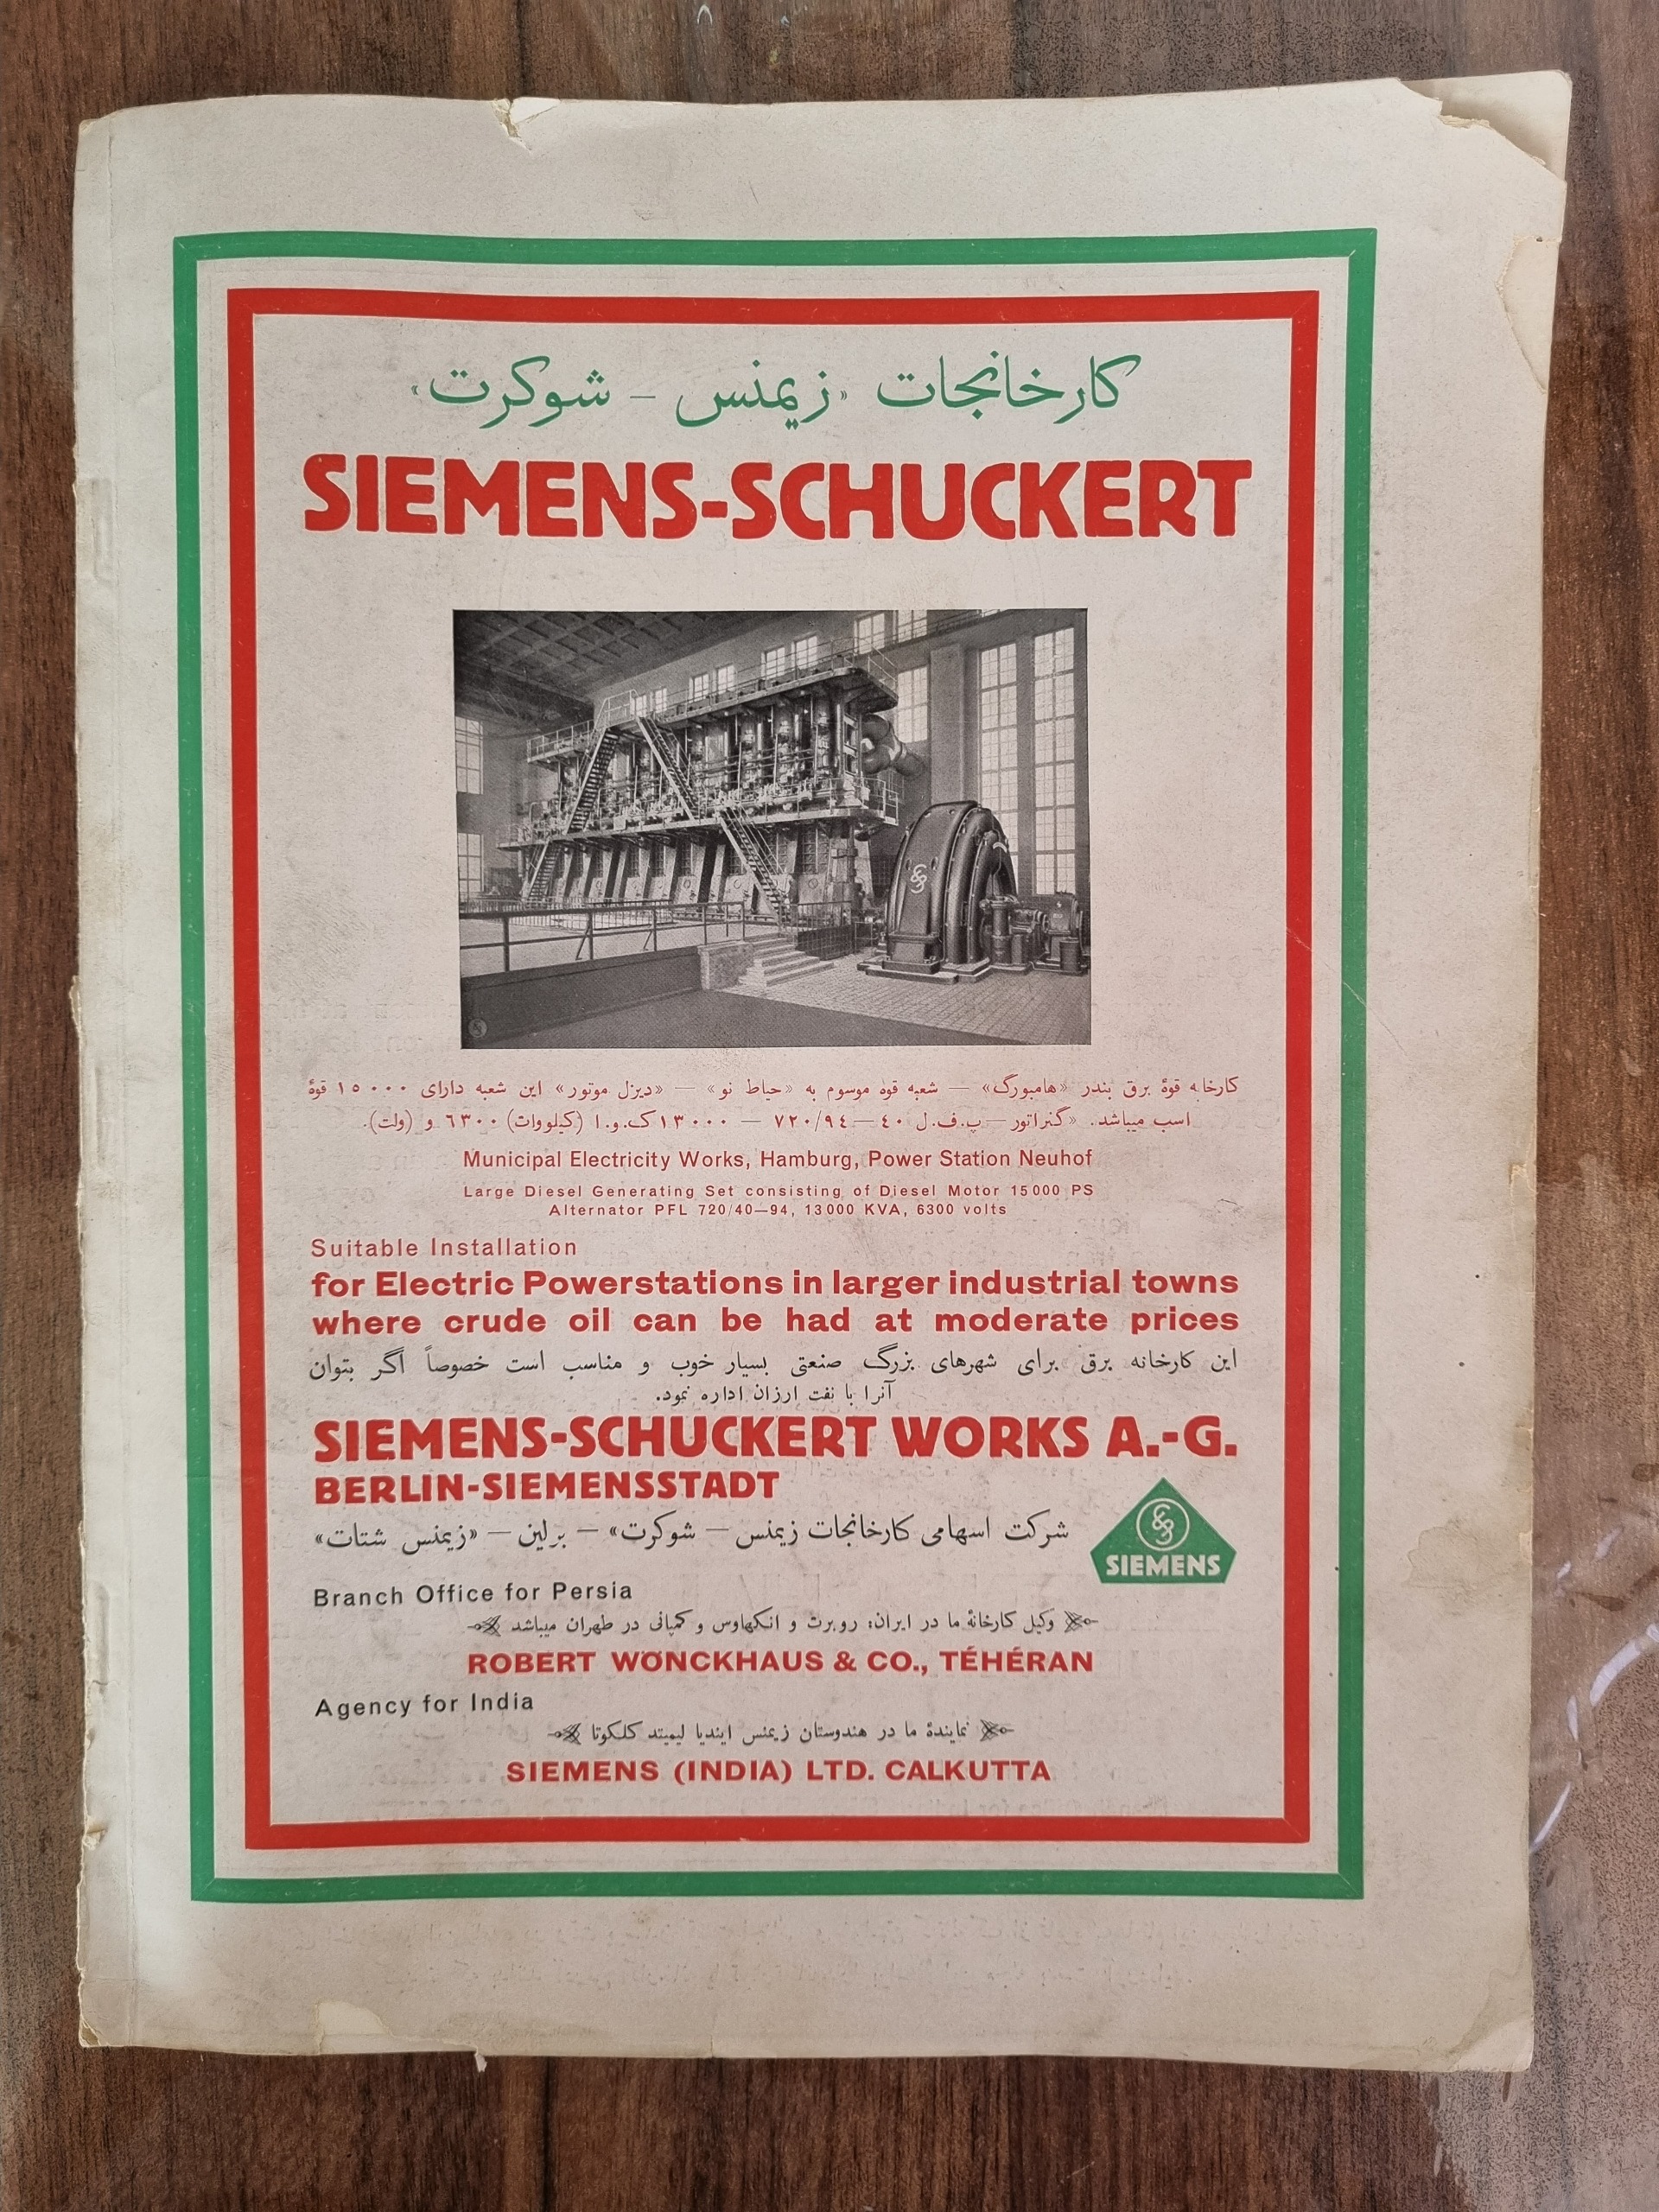 کارخانجات «زیمنس – شوکرت»
SIEMENS-SCHUCKERT
کارخانه قوهٔ برق بندر «هامبورگ» — شعبه قوه موسوم به «حیاط نو» — «دیزل موتور» این شعبه دارای ۱۵۰۰۰ قوهٔ
اسب میباشد. «گنراتور—پ.ف.ل ۴۰—۷۲۰/۹۴ — ۱۳۰۰۰ک.و.ا (کیلووات) ۶۳۰۰ و (ولت).
Municipal Electricity Works, Hamburg, Power Station Neuhof
Large Diesel Generating Set consisting of Diesel Motor 15000 PS
Alternator PFL 720/40—94, 13000 KVA, 6300 volts
Suitable Installation
for Electric Powerstations in larger industrial towns
where crude oil can be had at moderate prices
این کارخانه برق برای شهرهای بزرگ صنعتی بسیار خوب و مناسب است خصوصاً اگر بتوان
آنرا با نفت ارزان اداره نمود.
SIEMENS-SCHUCKERT WORKS A.-G.
BERLIN-SIEMENSSTADT
شرکت اسهامی کارخانجات زیمنس — شوکرت» — برلین — «زیمنس شتات»
SIEMENS
Branch Office for Persia
وکیل کارخانهٔ ما در ایران: روبرت و انکهاوس و کمپانی در طهران میباشد
ROBERT WÖNCKHAUS & CO., TÉHÉRAN
Agency for India
نمایندهٔ ما در هندوستان زیمنس ایندیا لیمیتد کلکوتا
SIEMENS (INDIA) LTD. CALKUTTA